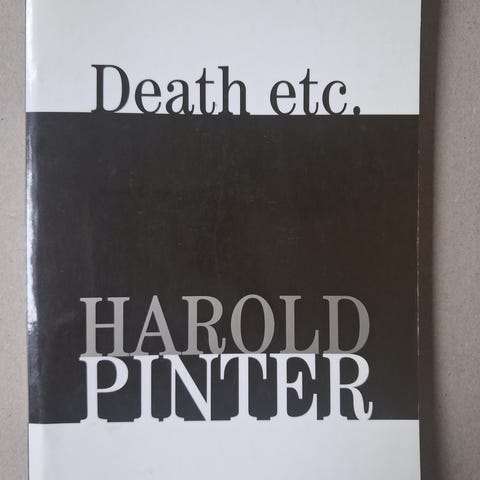 Death etc.
HAROLD
PINTER